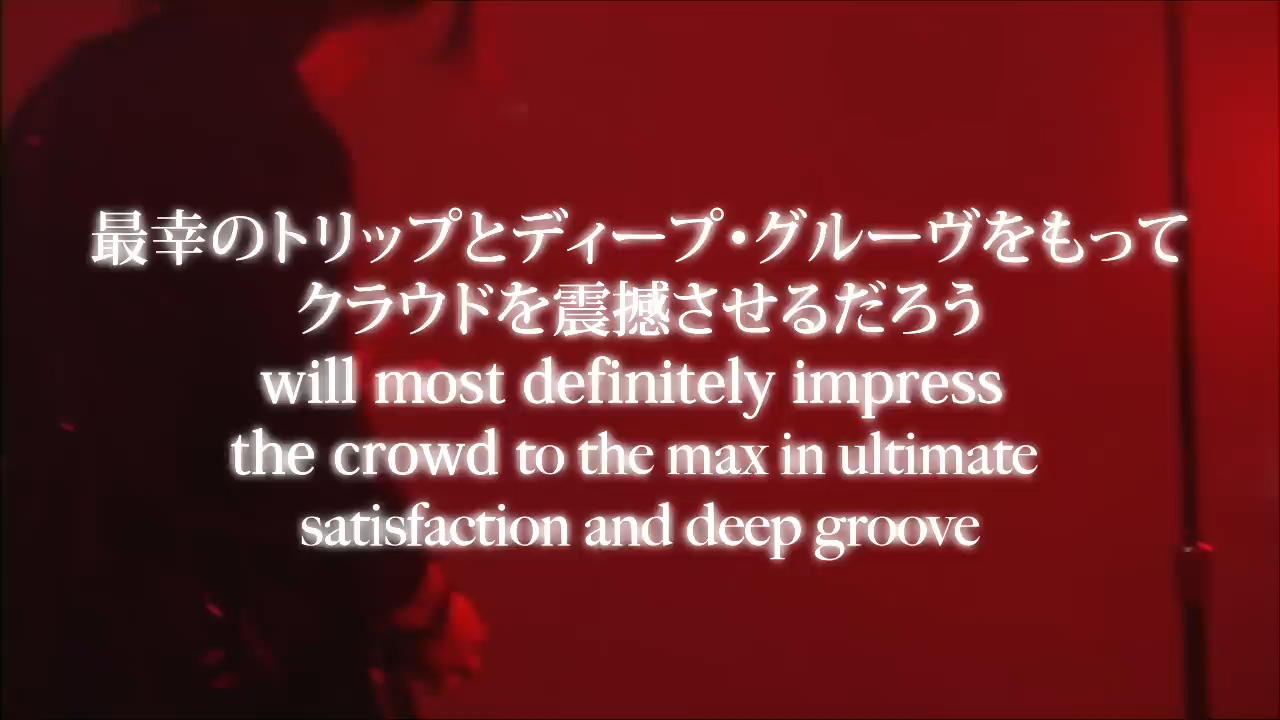 最幸のトリップとディープ・グルーヴをもって
クラウドを震撼させるだろう
will most definitely impress
the crowd to the max in ultimate
satisfaction and deep groove